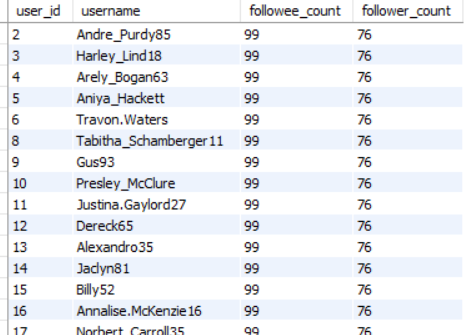 user_id username followee_count follower_count
2 Andre_Purdy85 99 76
3 Harley_Lind18 99 76
4 Arely_Bogan63 99 76
5 Aniya_Hackett 99 76
6 Travon.Waters 99 76
8 Tabitha_Schamberger11 99 76
9 Gus93 99 76
10 Presley_McClure 99 76
11 Justina.Gaylord27 99 76
12 Dereck65 99 76
13 Alexandro35 99 76
14 Jaclyn81 99 76
15 Billy52 99 76
16 Annalise.McKenzie16 99 76
17 Norbert_Carroll35 99 76